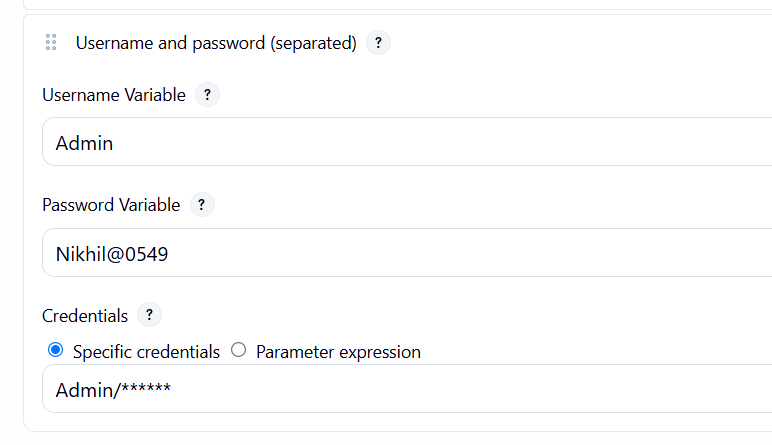 Username and password (separated) ?
Username Variable ?
Admin
Password Variable ?
Nikhil@0549
Credentials ?
Specific credentials Parameter expression
Admin/******